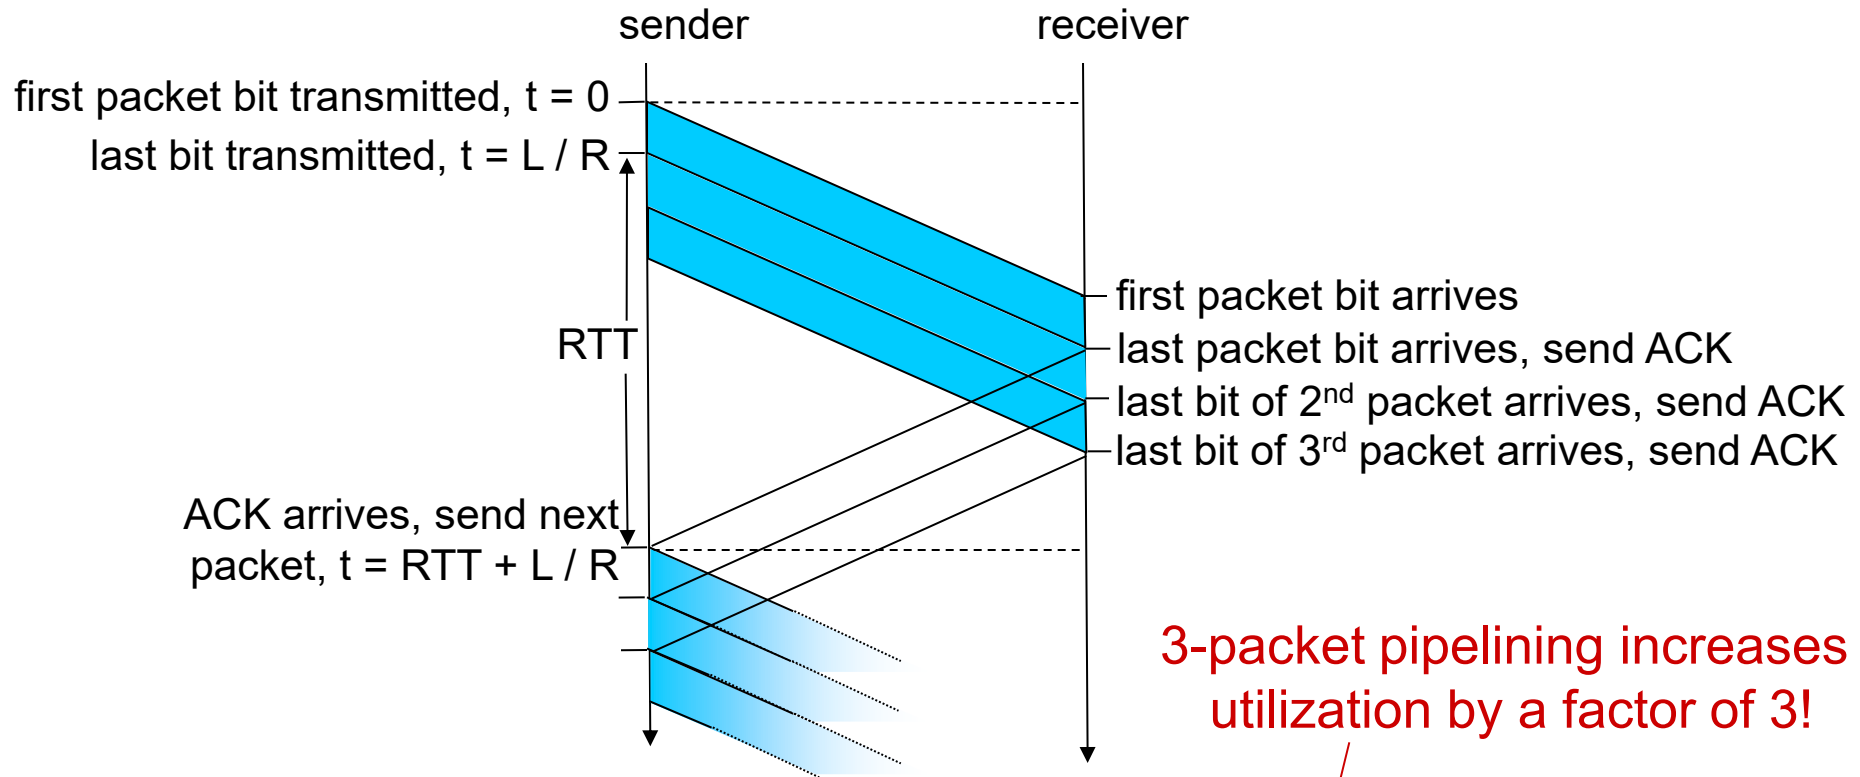 sender
receiver
first packet bit transmitted, t = 0
last bit transmitted, t = L / R
RTT
first packet bit arrives
last packet bit arrives, send ACK
last bit of 2nd packet arrives, send ACK
last bit of 3rd packet arrives, send ACK
ACK arrives, send next
packet, t = RTT + L / R
3-packet pipelining increases
utilization by a factor of 3!